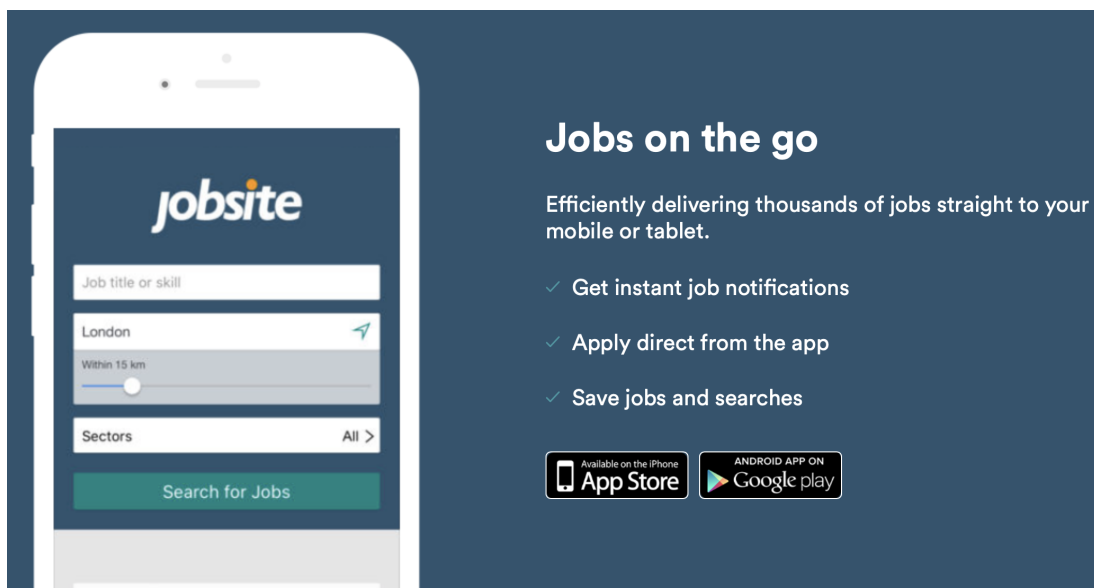 jobsite
Job title or skill
London
Within 15 km
Sectors
All >
Search for Jobs
Jobs on the go
Efficiently delivering thousands of jobs straight to your
mobile or tablet.
✓ Get instant job notifications
✓ Apply direct from the app
✓ Save jobs and searches
Available on the iPhone
App Store
ANDROID APP ON
Google play